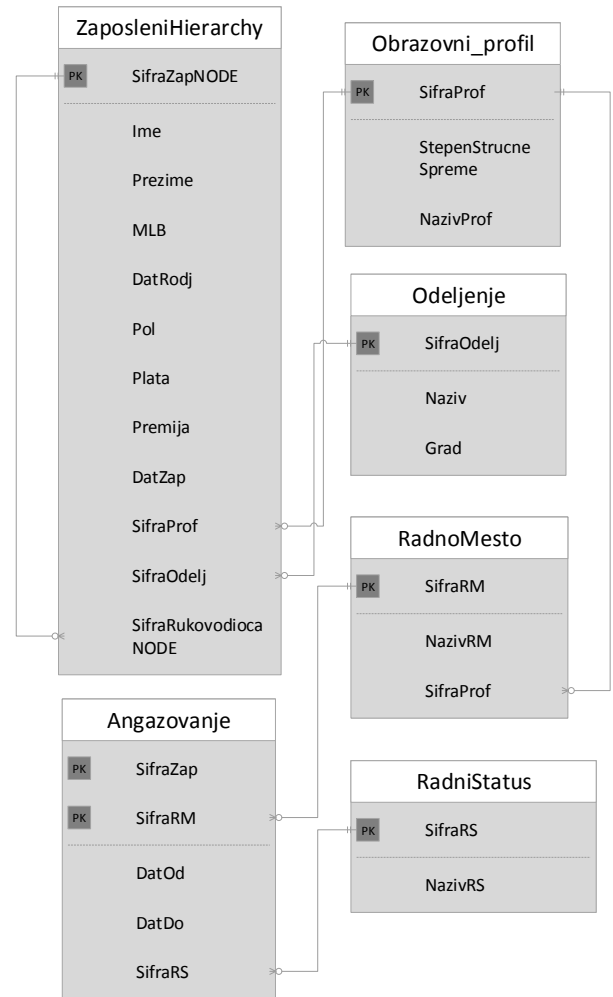 ZaposleniHierarchy
PK SifraZapNODE
Ime
Prezime
MLB
DatRodj
Pol
Plata
Premija
DatZap
SifraProf
SifraOdelj
SifraRukovodioca
NODE
Obrazovni_profil
PK SifraProf
StepenStrucne
Spreme
NazivProf
Odeljenje
PK SifraOdelj
Naziv
Grad
RadnoMesto
PK SifraRM
NazivRM
SifraProf
Angazovanje
PK SifraZap
PK SifraRM
DatOd
DatDo
SifraRS
RadniStatus
PK SifraRS
NazivRS